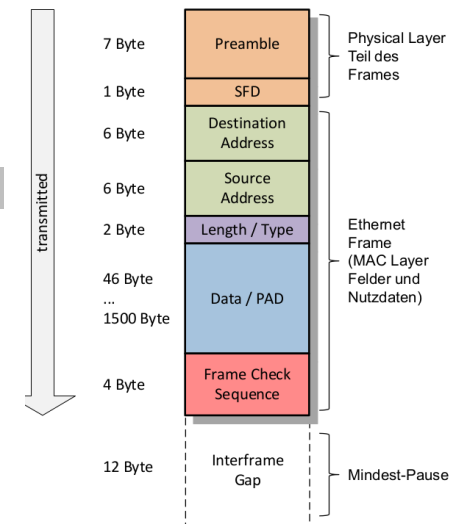 7 Byte
Preamble
Physical Layer
Teil des
Frames
1 Byte
SFD
6 Byte
Destination
Address
6 Byte
Source
Address
2 Byte
Length / Type
46 Byte
...
1500 Byte
Data / PAD
Ethernet
Frame
(MAC Layer
Felder und
Nutzdaten)
4 Byte
Frame Check
Sequence
12 Byte
Interframe
Gap
Mindest-Pause
transmitted